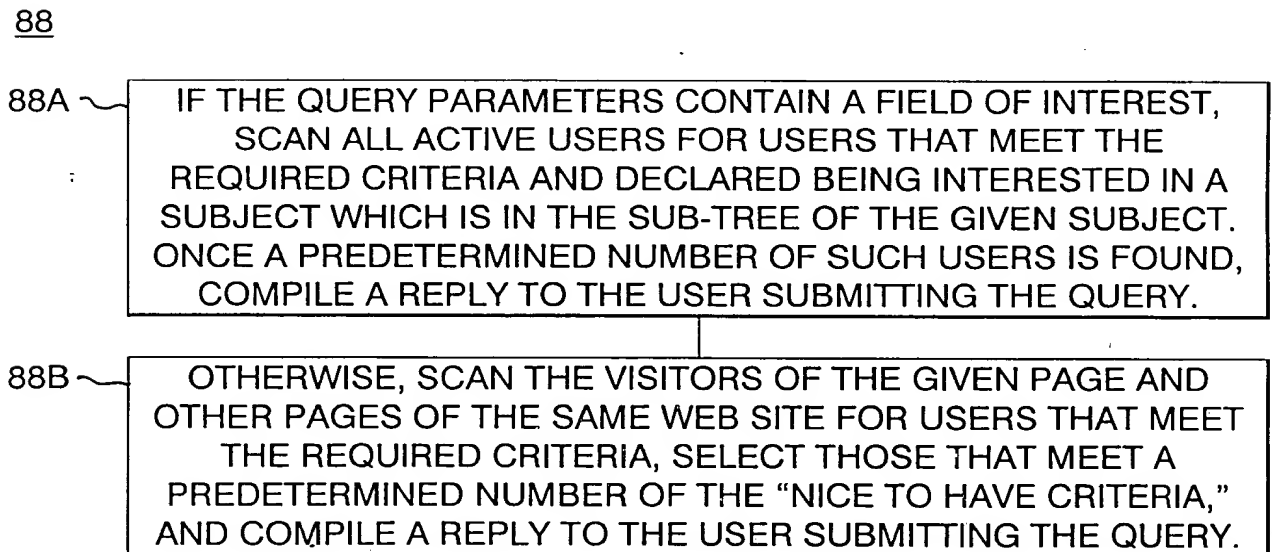 88
88A
IF THE QUERY PARAMETERS CONTAIN A FIELD OF INTEREST,
SCAN ALL ACTIVE USERS FOR USERS THAT MEET THE
REQUIRED CRITERIA AND DECLARED BEING INTERESTED IN A
SUBJECT WHICH IS IN THE SUB-TREE OF THE GIVEN SUBJECT.
ONCE A PREDETERMINED NUMBER OF SUCH USERS IS FOUND,
COMPILE A REPLY TO THE USER SUBMITTING THE QUERY.
88B
OTHERWISE, SCAN THE VISITORS OF THE GIVEN PAGE AND
OTHER PAGES OF THE SAME WEB SITE FOR USERS THAT MEET
THE REQUIRED CRITERIA, SELECT THOSE THAT MEET A
PREDETERMINED NUMBER OF THE “NICE TO HAVE CRITERIA,”
AND COMPILE A REPLY TO THE USER SUBMITTING THE QUERY.